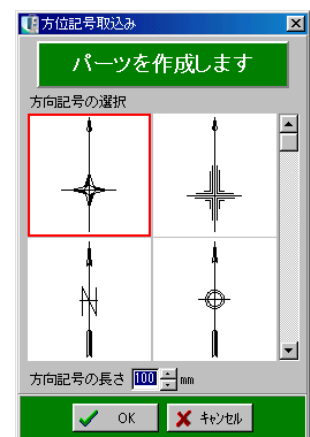 方位記号取込み
パーツを作成します
方向記号の選択
N
方向記号の長さ 100 mm
OK キャンセル